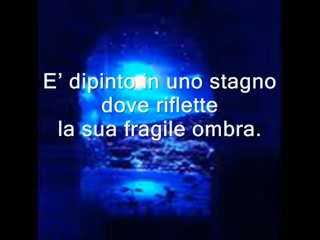 E' dipinto in uno stagno
dove riflette
la sua fragile ombra.